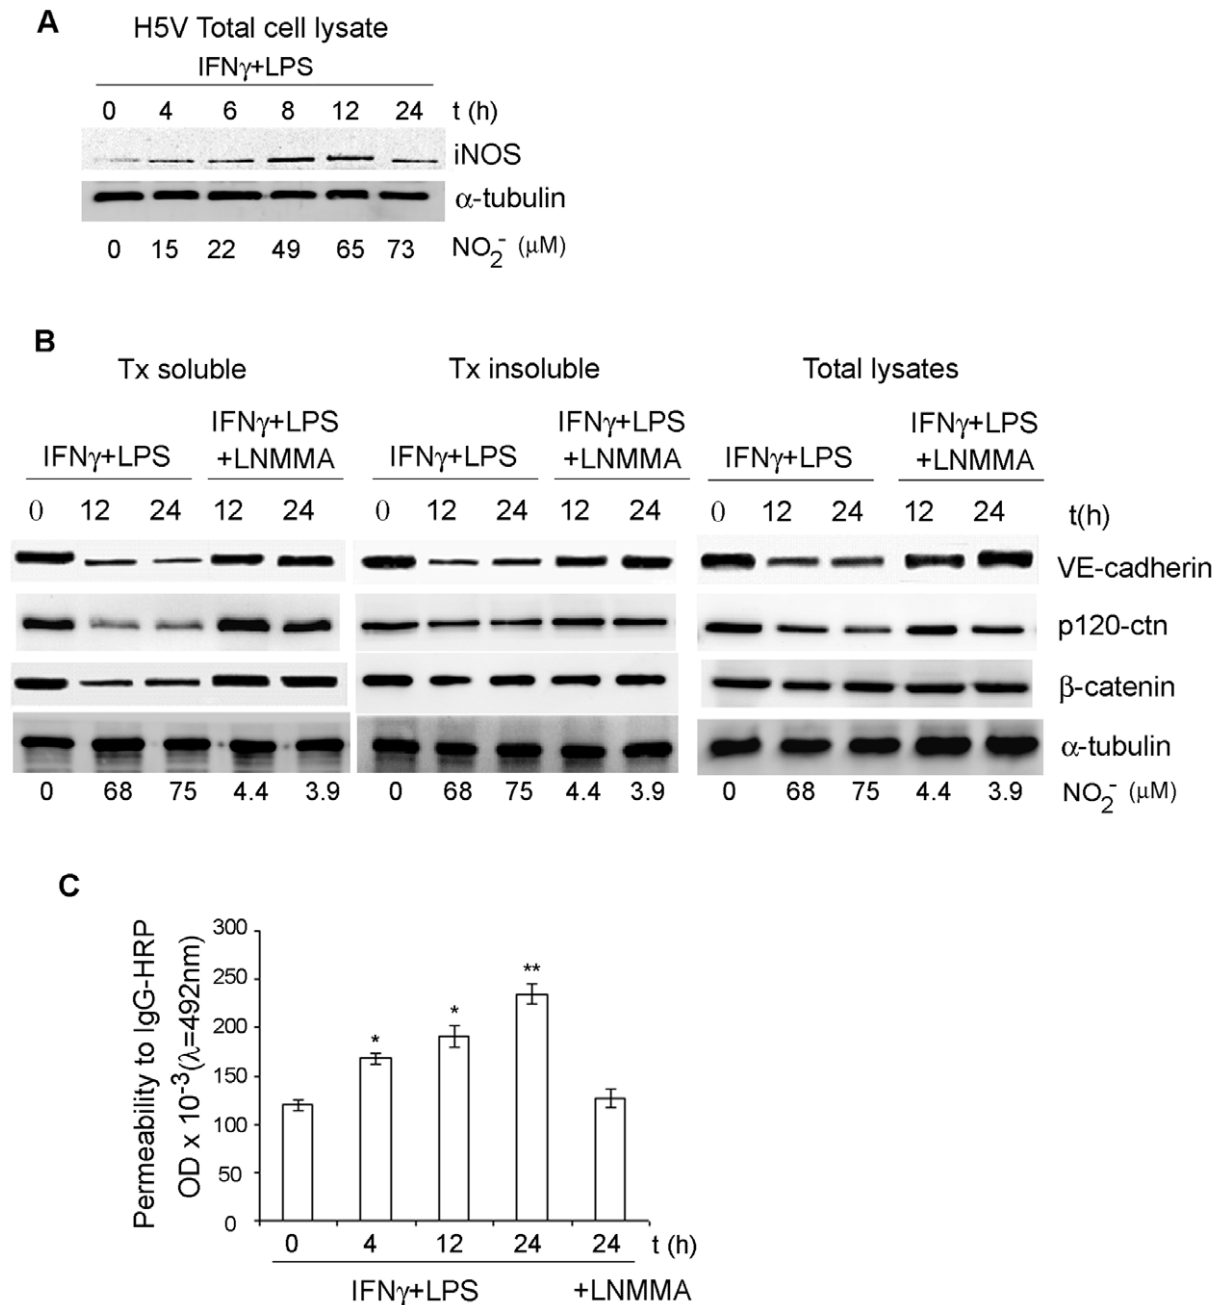 A
H5V Total cell lysate
IFNγ+LPS
0 4 6 8 12 24 t (h)
iNOS
α-tubulin
0 15 22 49 65 73 NO₂⁻ (μM)
B
Tx soluble Tx insoluble Total lysates
IFNγ+LPS IFNγ+LPS IFNγ+LPS
IFNγ+LPS +LNMMA IFNγ+LPS +LNMMA IFNγ+LPS +LNMMA
0 12 24 12 24 0 12 24 12 24 0 12 24 12 24 t(h)
VE-cadherin
p120-ctn
β-catenin
α-tubulin
0 68 75 4.4 3.9 0 68 75 4.4 3.9 0 68 75 4.4 3.9 NO₂⁻ (μM)
C
Permeability to IgG-HRP
OD x 10⁻³(λ=492nm)
300
250
200
150
100
50
0
*
*
**
0 4 12 24 24 t (h)
IFNγ+LPS +LNMMA